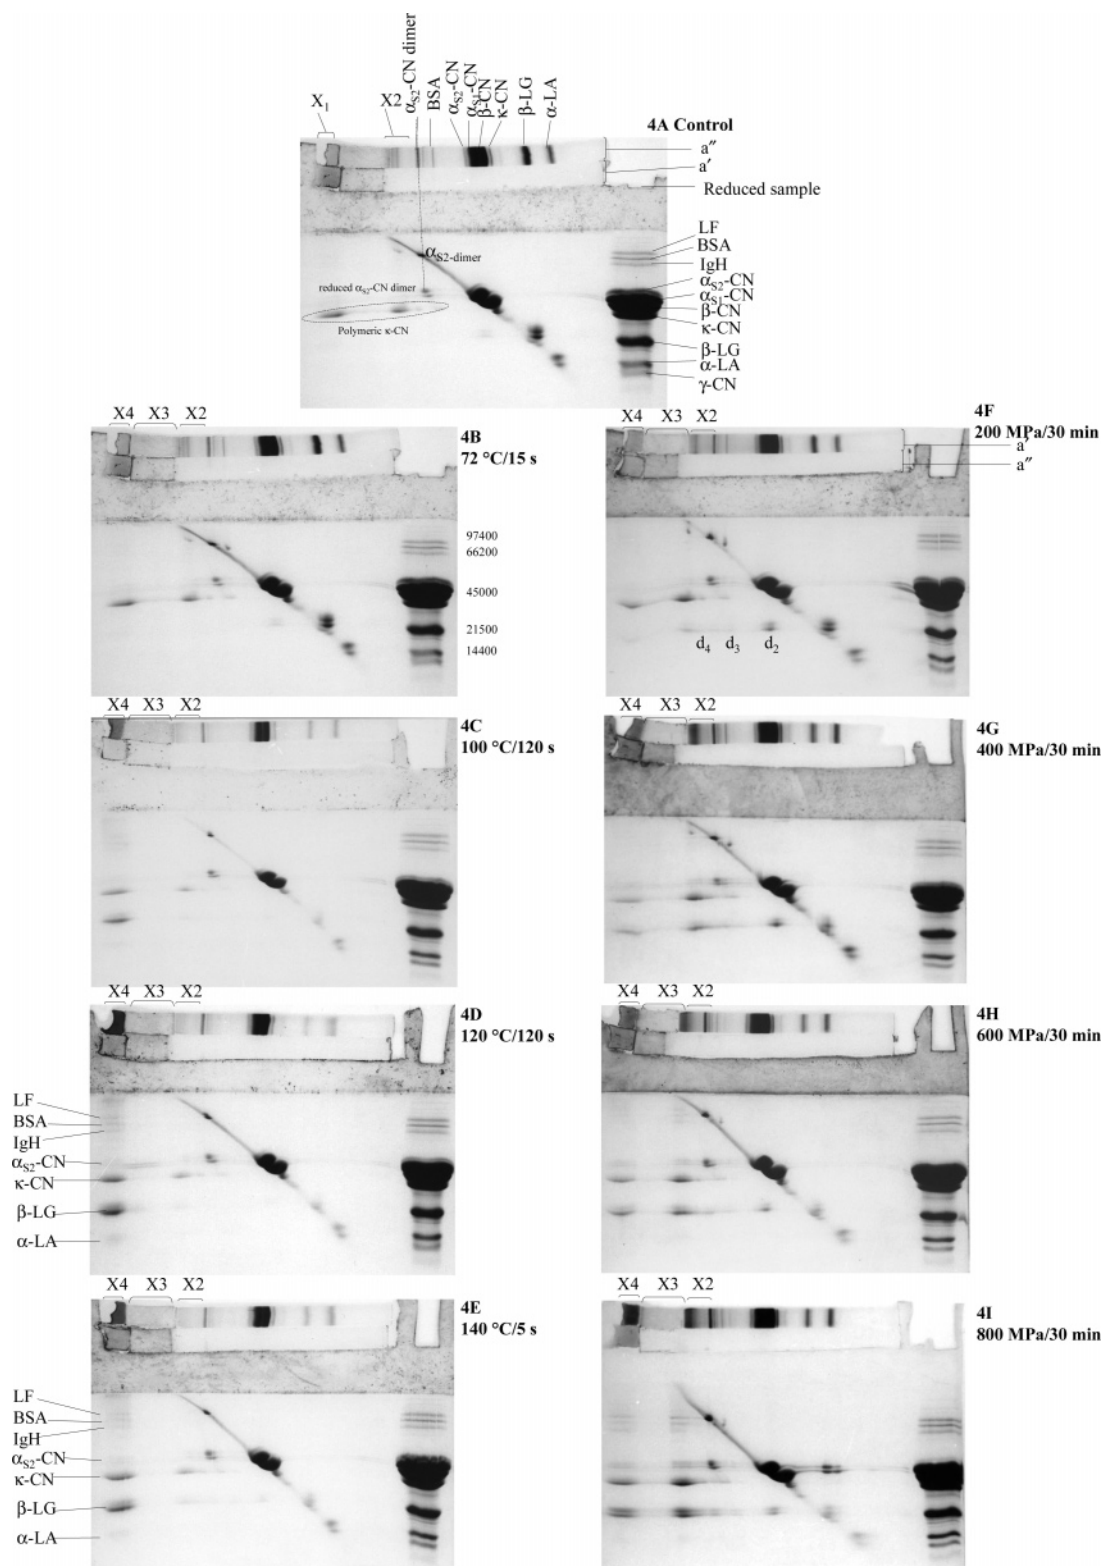 αS2-CN dimer
X1
X2
BSA
αS2-CN
αS1-CN
β-CN
κ-CN
β-LG
α-LA
4A Control
a″
a′
Reduced sample
LF
BSA
IgH
αS2-CN
αS1-CN
β-CN
κ-CN
β-LG
α-LA
γ-CN
αS2-dimer
reduced αS2-CN dimer
Polymeric κ-CN
X4 X3 X2
4B
72 °C/15 s
97400
66200
45000
21500
14400
X4 X3 X2
4F
200 MPa/30 min
a′
a″
d4 d3 d2
X4 X3 X2
4C
100 °C/120 s
X4 X3 X2
4G
400 MPa/30 min
X4 X3 X2
4D
120 °C/120 s
LF
BSA
IgH
αS2-CN
κ-CN
β-LG
α-LA
X4 X3 X2
4H
600 MPa/30 min
X4 X3 X2
4E
140 °C/5 s
LF
BSA
IgH
αS2-CN
κ-CN
β-LG
α-LA
X4 X3 X2
4I
800 MPa/30 min